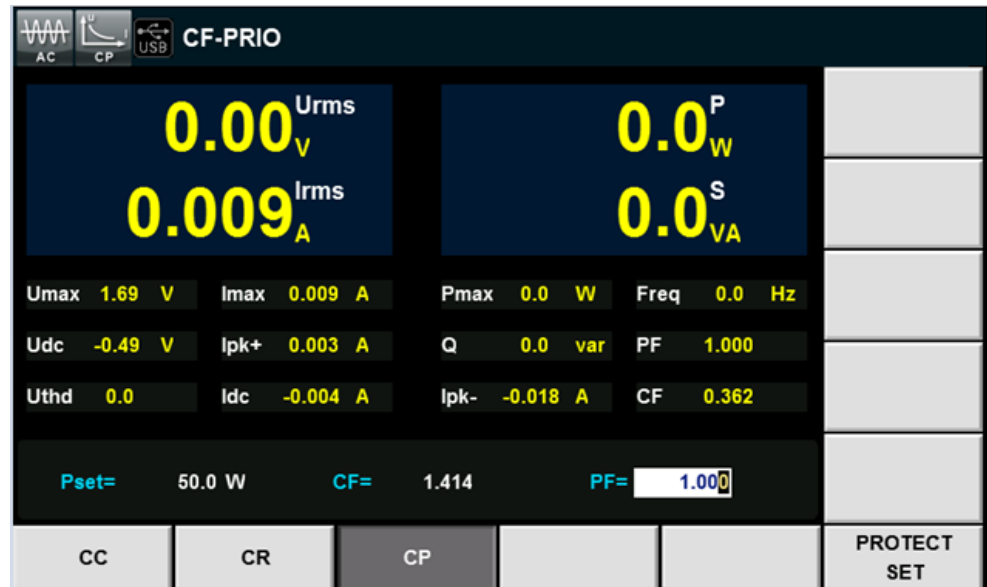 AC CP USB CF-PRIO
U I
0.00 Urms V 0.0 P W
0.009 Irms A 0.0 S VA
Umax 1.69 V Imax 0.009 A Pmax 0.0 W Freq 0.0 Hz
Udc -0.49 V Ipk+ 0.003 A Q 0.0 var PF 1.000
Uthd 0.0 Idc -0.004 A Ipk- -0.018 A CF 0.362
Pset= 50.0 W CF= 1.414 PF= 1.000
CC CR CP PROTECT
SET